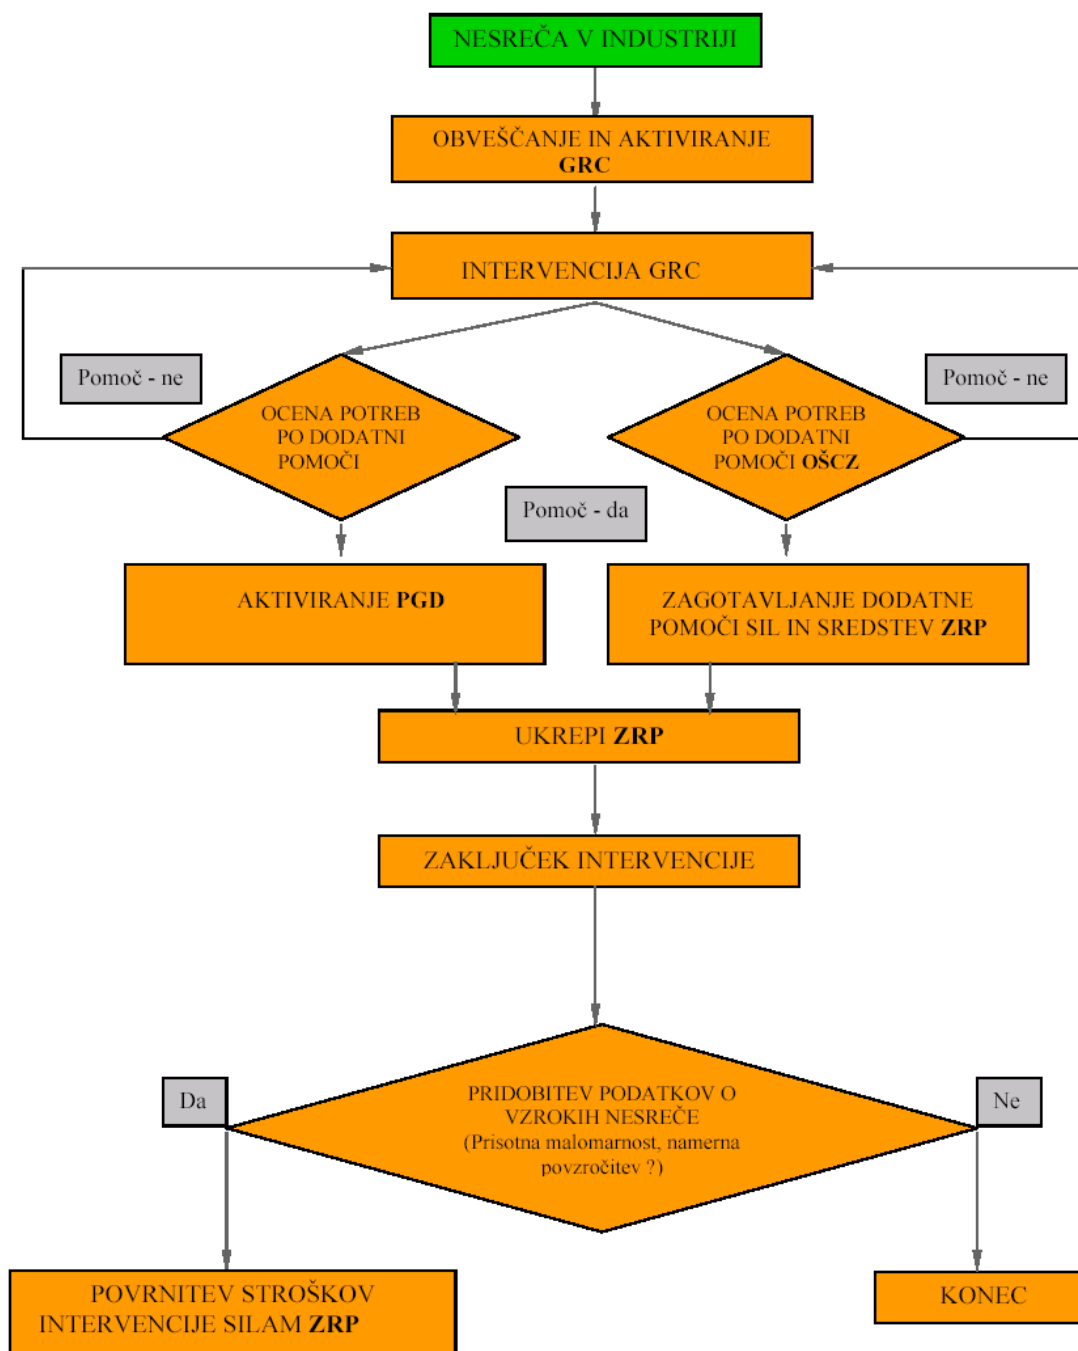 NESREČA V INDUSTRIJI
OBVEŠČANJE IN AKTIVIRANJE
GRC
INTERVENCIJA GRC
Pomoč - ne
Pomoč - ne
OCENA POTREB
PO DODATNI
POMOČI
OCENA POTREB
PO DODATNI
POMOČI OŠCZ
Pomoč - da
AKTIVIRANJE PGD
ZAGOTAVLJANJE DODATNE
POMOČI SIL IN SREDSTEV ZRP
UKREPI ZRP
ZAKLJUČEK INTERVENCIJE
Da
PRIDOBITEV PODATKOV O
VZROKIH NESREČE
(Prisotna malomarnost, namerna
povzročitev ?)
Ne
POVRNITEV STROŠKOV
INTERVENCIJE SILAM ZRP
KONEC